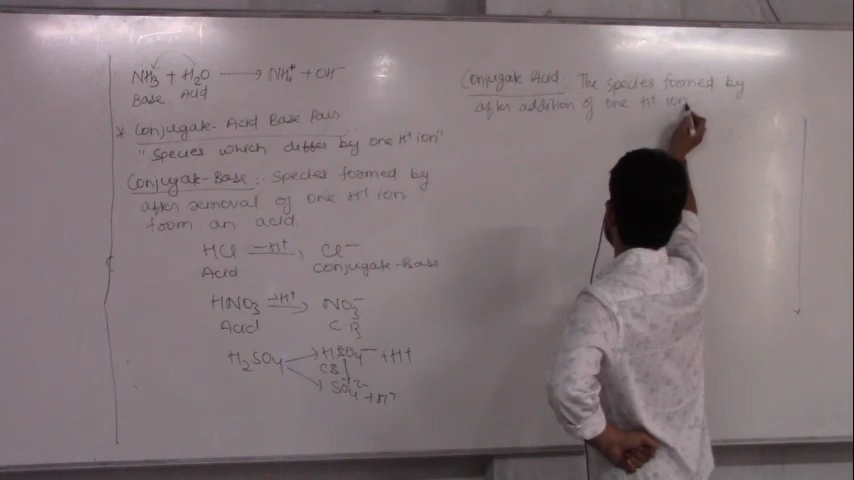 NH₃ + H₂O ⟶ NH₄⁺ + OH⁻
Base Acid
* Conjugate-Acid Base Pairs
"Species which differ by one H⁺ ion"
Conjugate-Base:- Species formed by
after removal of one H⁺ ion
from an acid.
HCl −H⁺ ⟶ Cl⁻
Acid Conjugate-Base
HNO₃ −H⁺ ⟶ NO₃⁻
Acid C.B
H₂SO₄ ⟶ HSO₄⁻ + H⁺
CB
SO₄²⁻ + H⁺
Conjugate Acid: The species formed by
after addition of one H⁺ ion